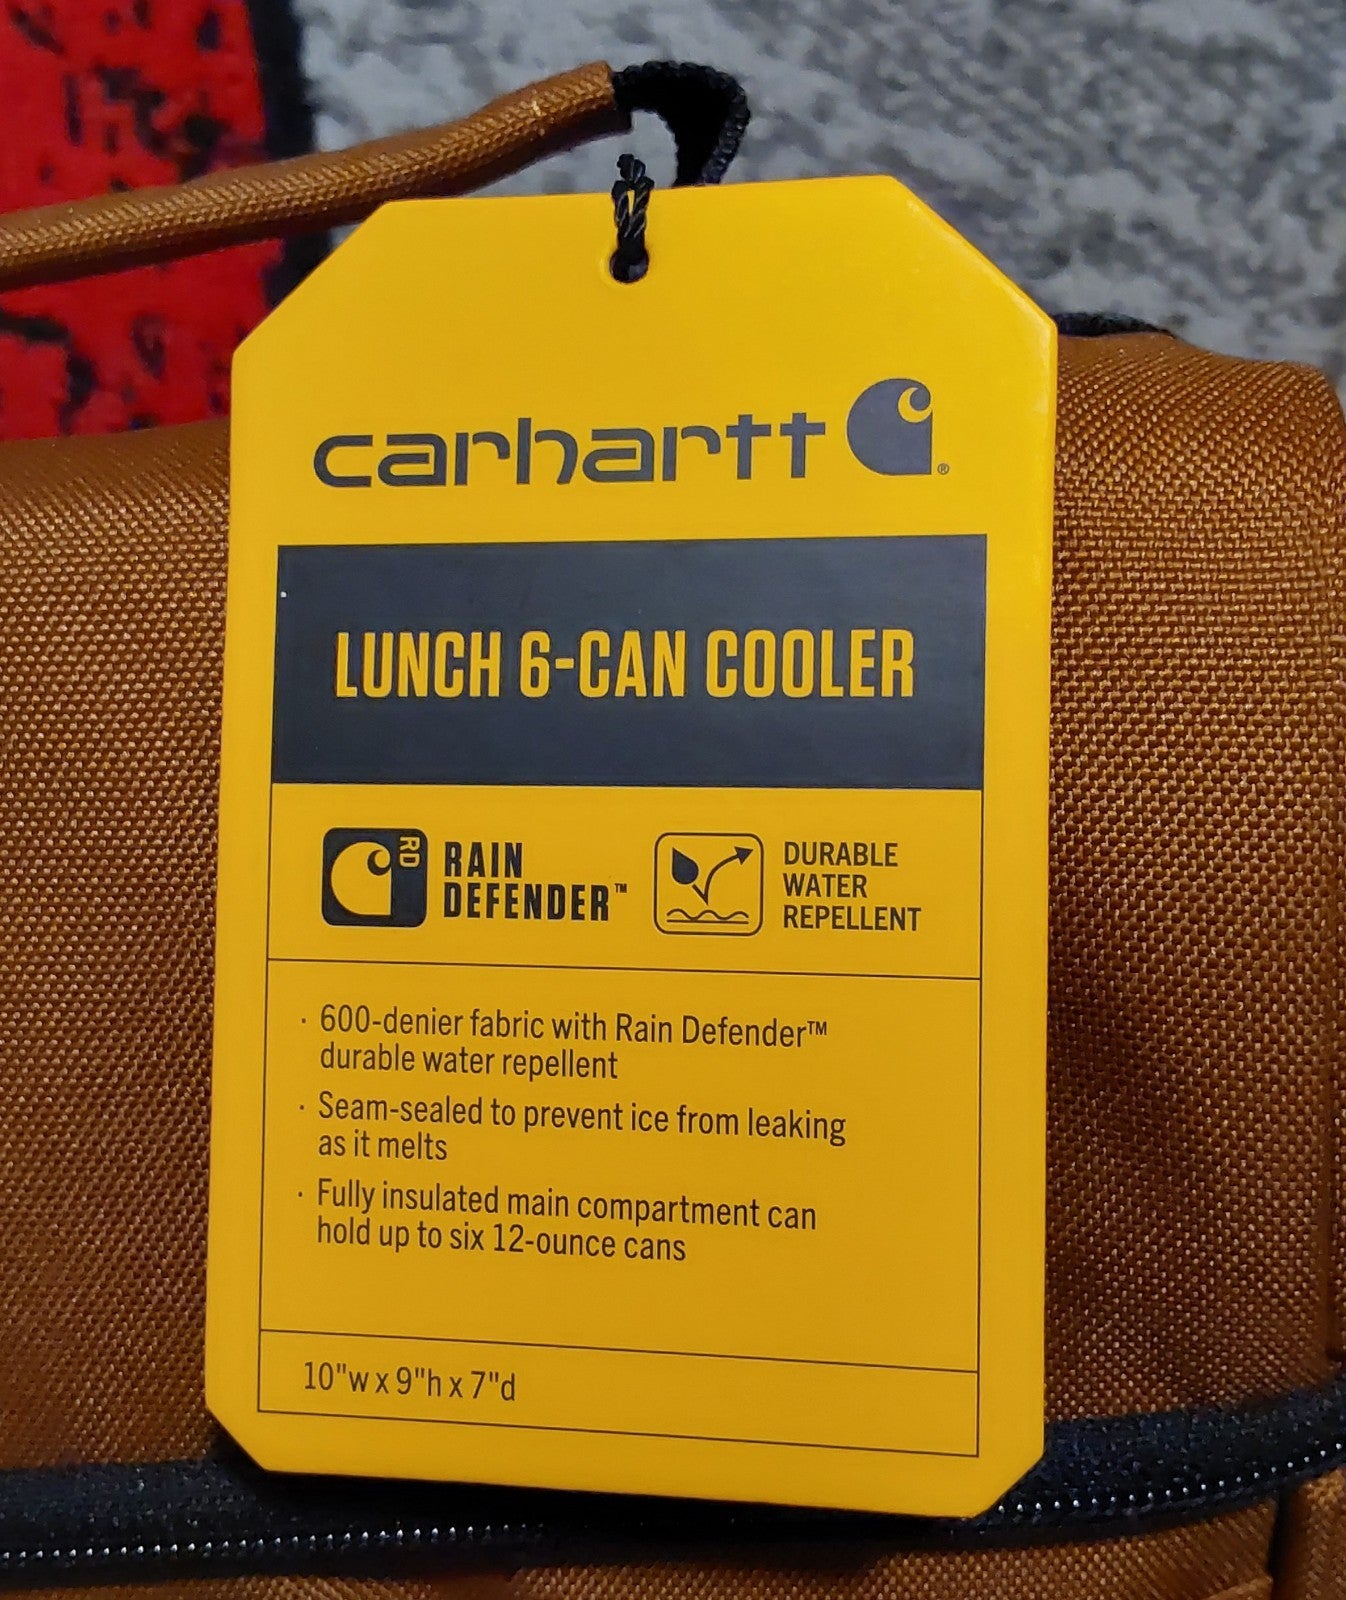 carhartt ®
LUNCH 6-CAN COOLER
RD
RAIN
DEFENDER™
DURABLE
WATER
REPELLENT
· 600-denier fabric with Rain Defender™
durable water repellent
· Seam-sealed to prevent ice from leaking
as it melts
· Fully insulated main compartment can
hold up to six 12-ounce cans
10"w x 9"h x 7"d